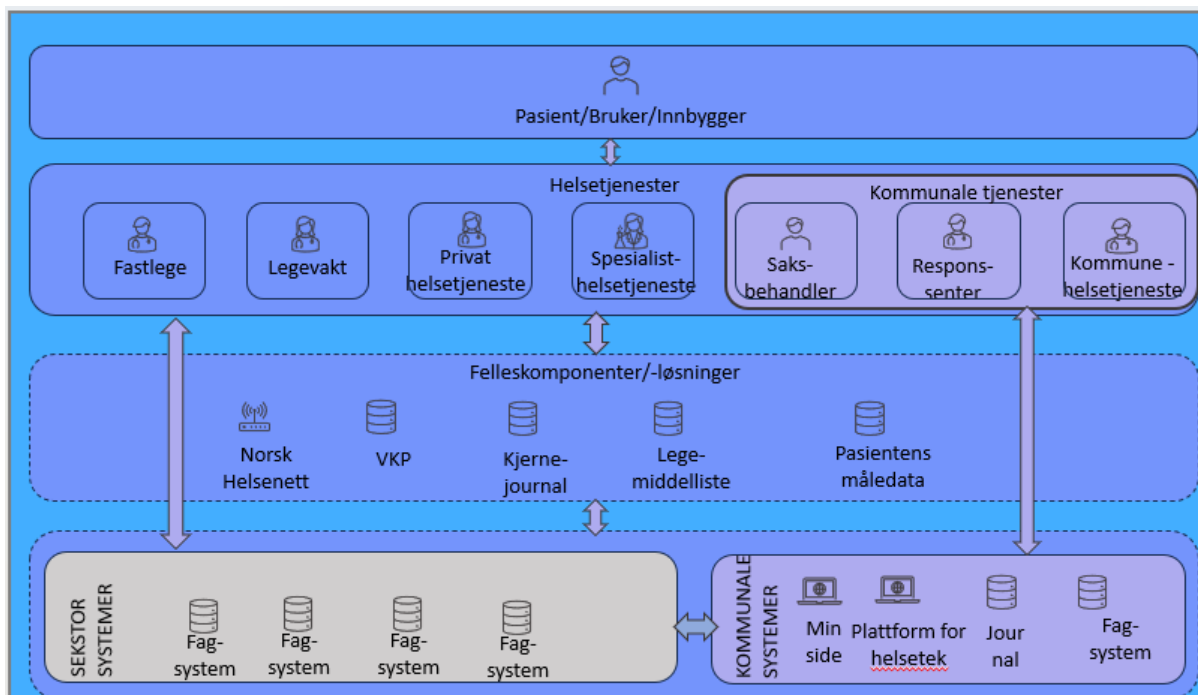 Pasient/Bruker/Innbygger
Helsetjenester
Kommunale tjenester
Fastlege
Legevakt
Privat
helsetjeneste
Spesialist-
helsetjeneste
Saks-
behandler
Respons-
senter
Kommune -
helsetjeneste
Felleskomponenter/-løsninger
Norsk
Helsenett
VKP
Kjerne-
journal
Lege-
middelliste
Pasientens
måledata
SEKSTOR
SYSTEMER
Fag-
system
Fag-
system
Fag-
system
Fag-
system
KOMMUNALE
SYSTEMER
Min
side
Plattform for
helsetek
Jour
nal
Fag-
system